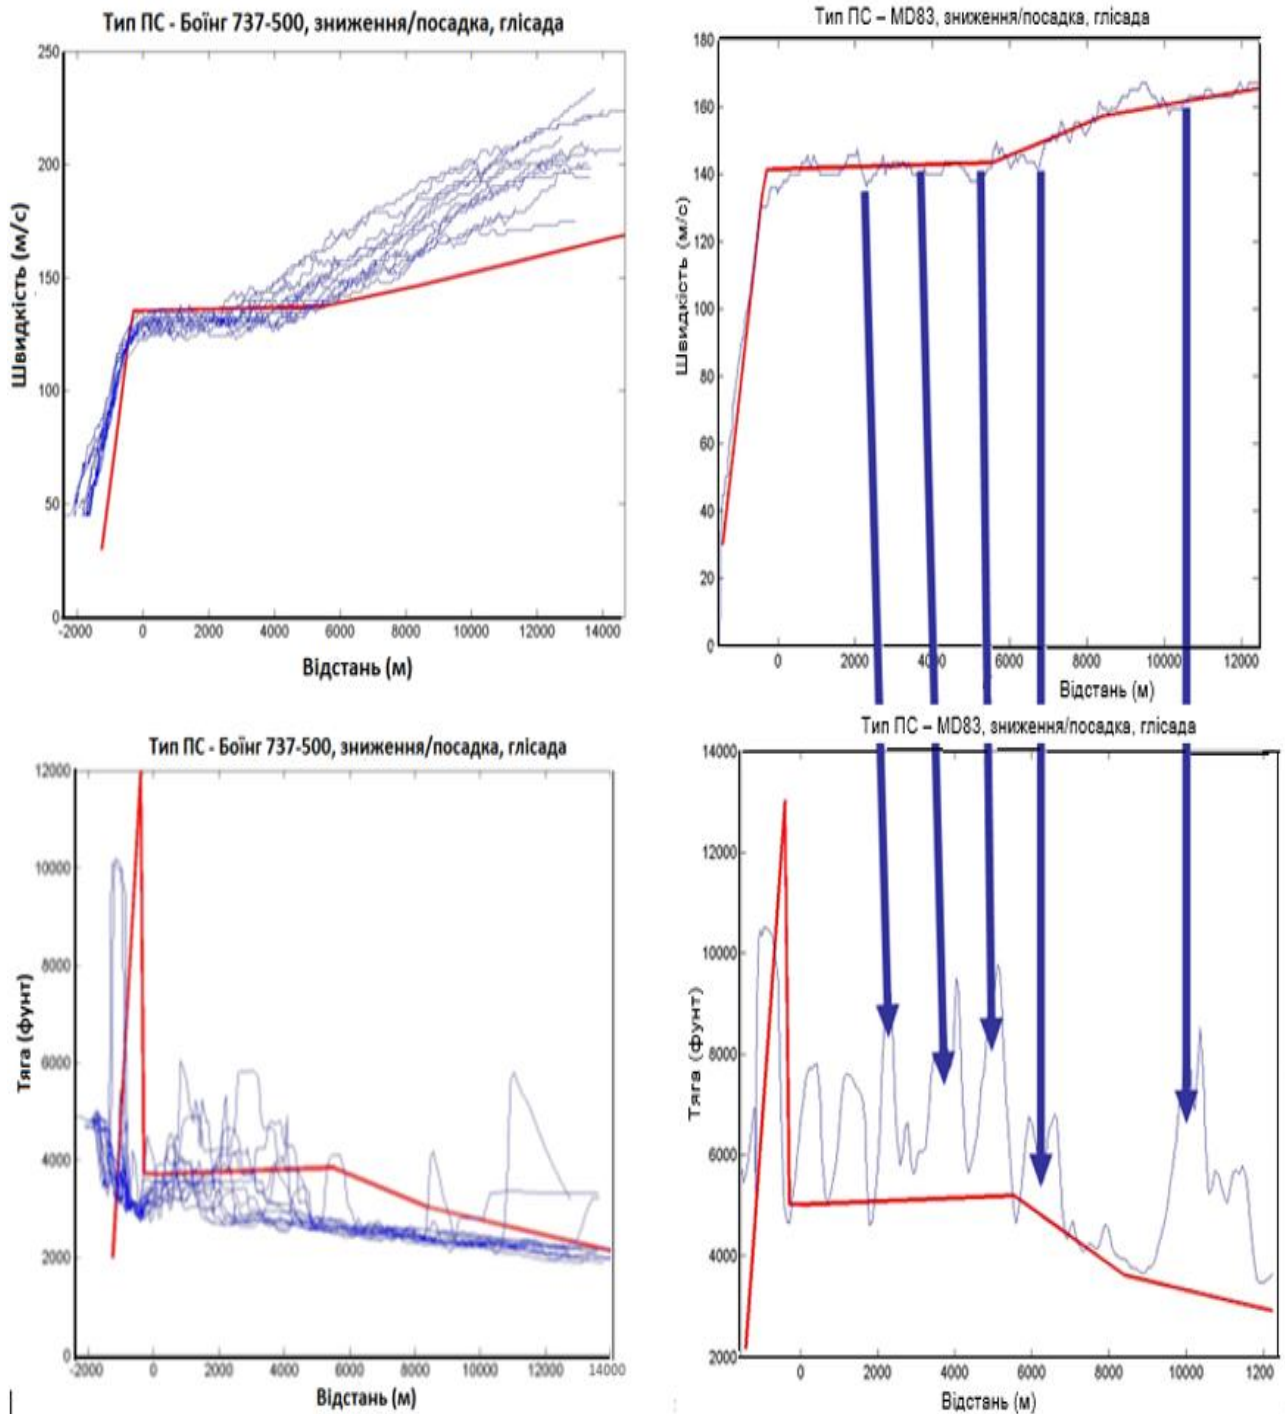 Тип ПС - Боїнг 737-500, зниження/посадка, глісада
250
200
150
100
50
0
Швидкість (м/с)
-2000 0 2000 4000 6000 8000 10000 12000 14000
Відстань (м)
Тип ПС – MD83, зниження/посадка, глісада
180
160
140
120
100
80
60
40
20
0
Швидкість (м/с)
0 2000 4000 6000 8000 10000 12000
Відстань (м)
Тип ПС - Боїнг 737-500, зниження/посадка, глісада
12000
10000
8000
6000
4000
2000
0
Тяга (фунт)
-2000 0 2000 4000 6000 8000 10000 12000 14000
Відстань (м)
Тип ПС – MD83, зниження/посадка, глісада
14000
12000
10000
8000
6000
4000
2000
Тяга (фунт)
0 2000 4000 6000 8000 10000 1200
Відстань (м)